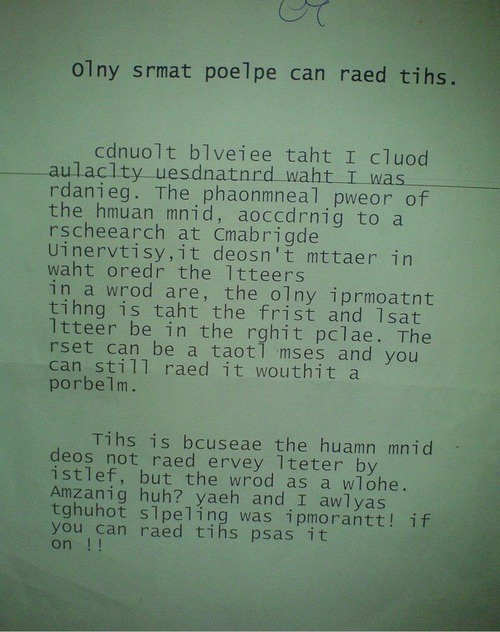 Olny srmat poelpe can raed tihs.
cdnuolt blveiee taht I cluod
aulaclty uesdnatnrd waht I was
rdanieg. The phaonmneal pweor of
the hmuan mnid, aoccdrnig to a
rscheearch at Cmabrigde
Uinervtisy,it deosn't mttaer in
waht oredr the ltteers
in a wrod are, the olny iprmoatnt
tihng is taht the frist and lsat
ltteer be in the rghit pclae. The
rset can be a taotl mses and you
can still raed it wouthit a
porbelm.
Tihs is bcuseae the huamn mnid
deos not raed ervey lteter by
istlef, but the wrod as a wlohe.
Amzanig huh? yaeh and I awlyas
tghuhot slpeling was ipmorantt! if
you can raed tihs psas it
on !!